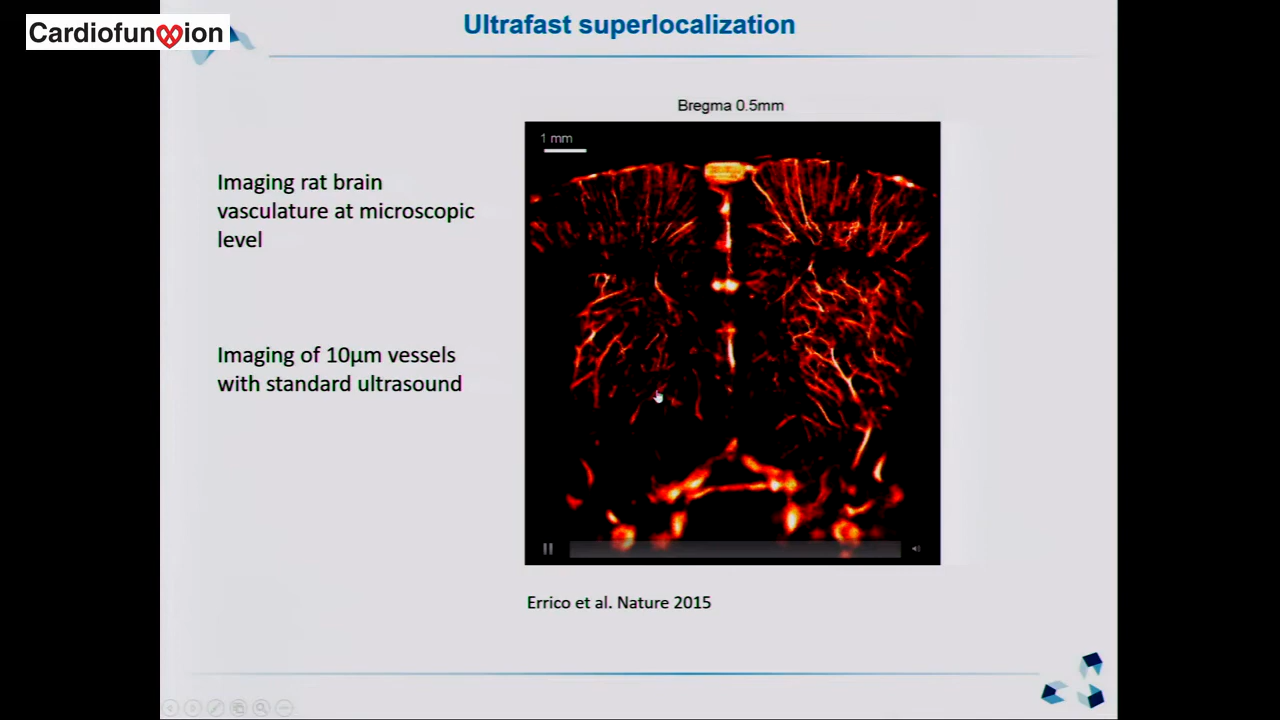 Cardiofunxion
Ultrafast superlocalization
Bregma 0.5mm
1 mm
Imaging rat brain
vasculature at microscopic
level
Imaging of 10µm vessels
with standard ultrasound
Errico et al. Nature 2015